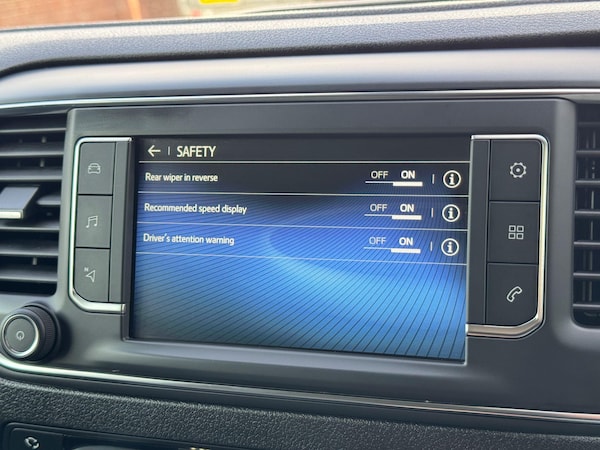 ← | SAFETY
Rear wiper in reverse OFF ON | i
Recommended speed display OFF ON | i
Driver's attention warning OFF ON | i
N